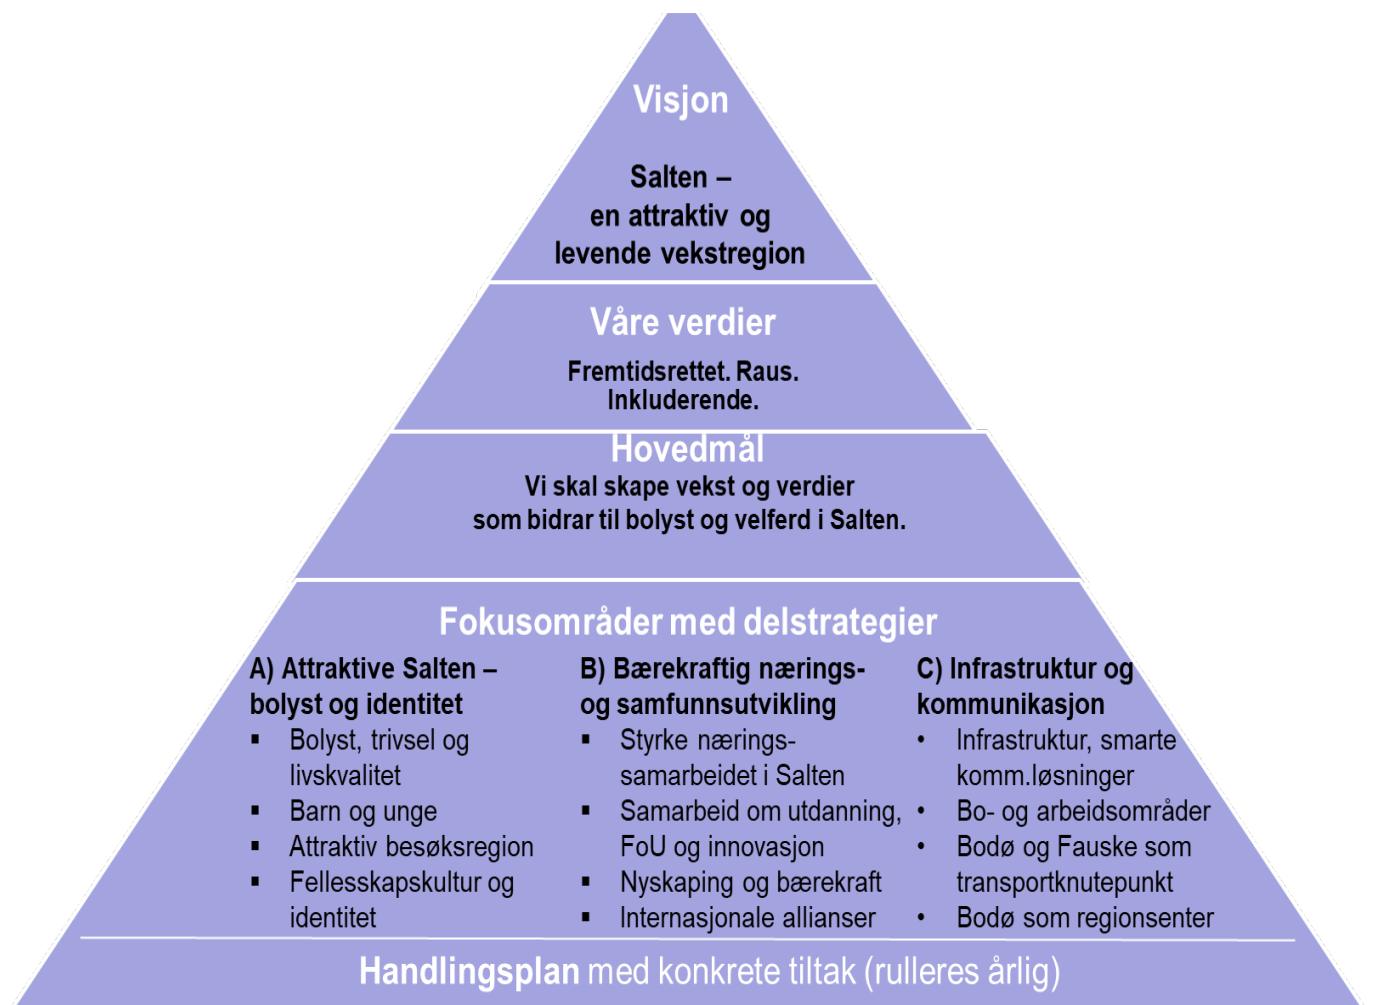 Visjon
Salten –
en attraktiv og
levende vekstregion
Våre verdier
Fremtidsrettet. Raus.
Inkluderende.
Hovedmål
Vi skal skape vekst og verdier
som bidrar til bolyst og velferd i Salten.
Fokusområder med delstrategier
A) Attraktive Salten –
bolyst og identitet
▪ Bolyst, trivsel og
livskvalitet
▪ Barn og unge
▪ Attraktiv besøksregion
▪ Fellesskapskultur og
identitet
B) Bærekraftig nærings-
og samfunnsutvikling
▪ Styrke nærings-
samarbeidet i Salten
▪ Samarbeid om utdanning,
FoU og innovasjon
▪ Nyskaping og bærekraft
▪ Internasjonale allianser
C) Infrastruktur og
kommunikasjon
• Infrastruktur, smarte
komm.løsninger
• Bo- og arbeidsområder
• Bodø og Fauske som
transportknutepunkt
• Bodø som regionsenter
Handlingsplan med konkrete tiltak (rulleres årlig)